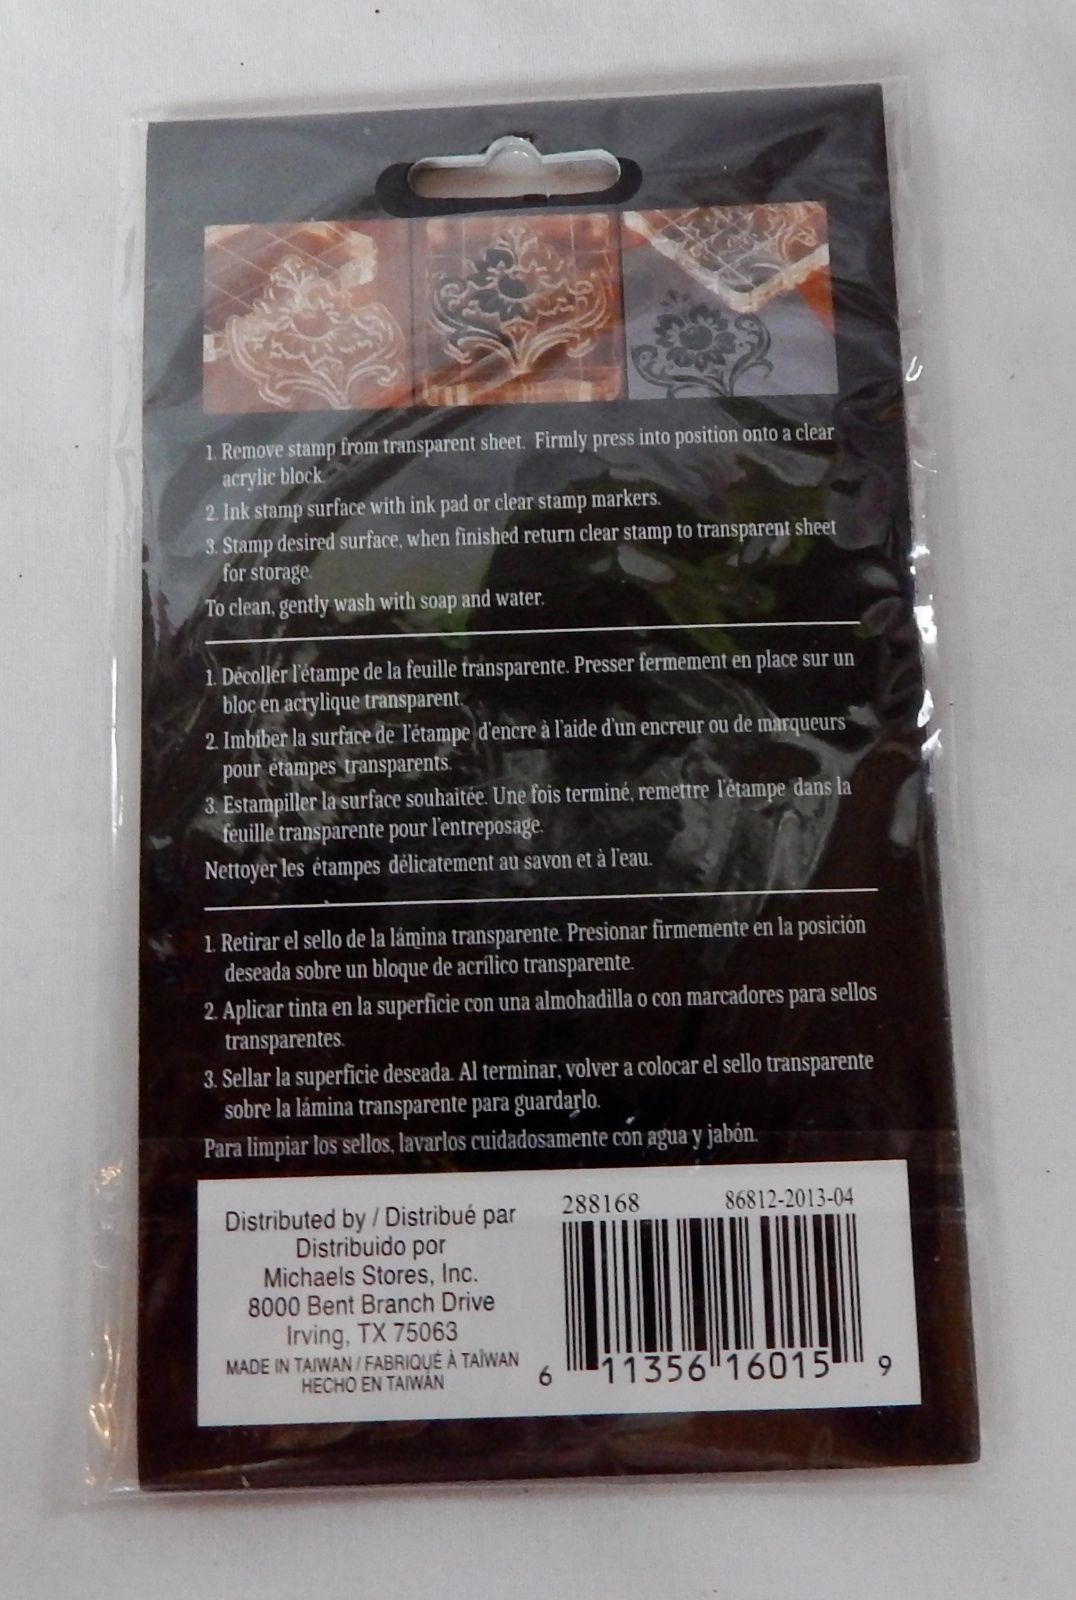 1. Remove stamp from transparent sheet. Firmly press into position onto a clear
acrylic block.
2. Ink stamp surface with ink pad or clear stamp markers.
3. Stamp desired surface, when finished return clear stamp to transparent sheet
for storage.
To clean, gently wash with soap and water.
1. Décoller l'étampe de la feuille transparente. Presser fermement en place sur un
bloc en acrylique transparent.
2. Imbiber la surface de l'étampe d'encre à l'aide d'un encreur ou de marqueurs
pour étampes transparents.
3. Estampiller la surface souhaitée. Une fois terminé, remettre l'étampe dans la
feuille transparente pour l'entreposage.
Nettoyer les étampes délicatement au savon et à l'eau.
1. Retirar el sello de la lámina transparente. Presionar firmemente en la posición
deseada sobre un bloque de acrílico transparente.
2. Aplicar tinta en la superficie con una almohadilla o con marcadores para sellos
transparentes.
3. Sellar la superficie deseada. Al terminar, volver a colocar el sello transparente
sobre la lámina transparente para guardarlo.
Para limpiar los sellos, lavarlos cuidadosamente con agua y jabón.
Distributed by / Distribué par
Distribuido por
Michaels Stores, Inc.
8000 Bent Branch Drive
Irving, TX 75063
MADE IN TAIWAN / FABRIQUÉ À TAÏWAN
HECHO EN TAIWÁN
288168 86812-2013-04
6 11356 16015 9